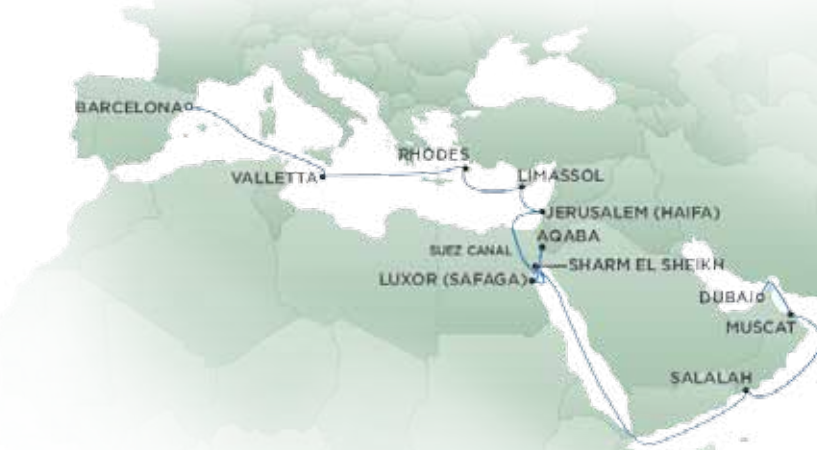 BARCELONA
RHODES
VALLETTA
LIMASSOL
JERUSALEM (HAIFA)
AQABA
SUEZ CANAL
SHARM EL SHEIKH
LUXOR (SAFAGA)
DUBAI
MUSCAT
SALALAH